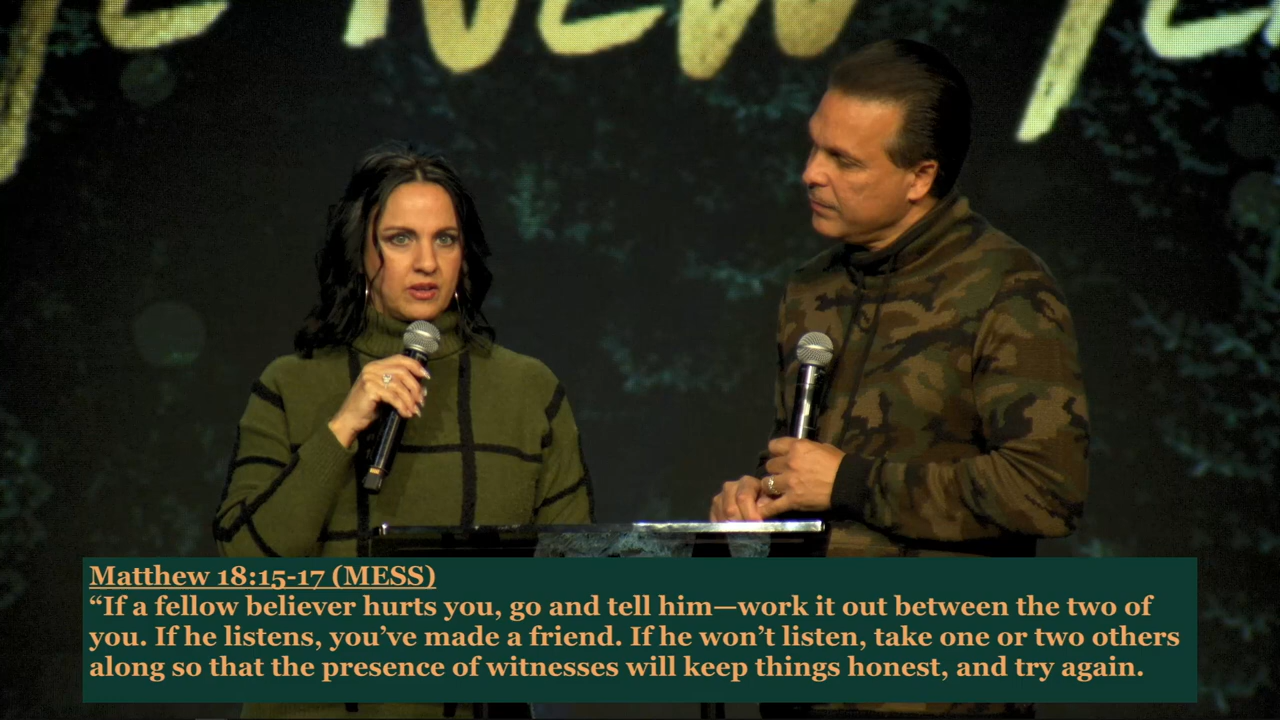 New
Matthew 18:15-17 (MESS)
“If a fellow believer hurts you, go and tell him—work it out between the two of
you. If he listens, you’ve made a friend. If he won’t listen, take one or two others
along so that the presence of witnesses will keep things honest, and try again.